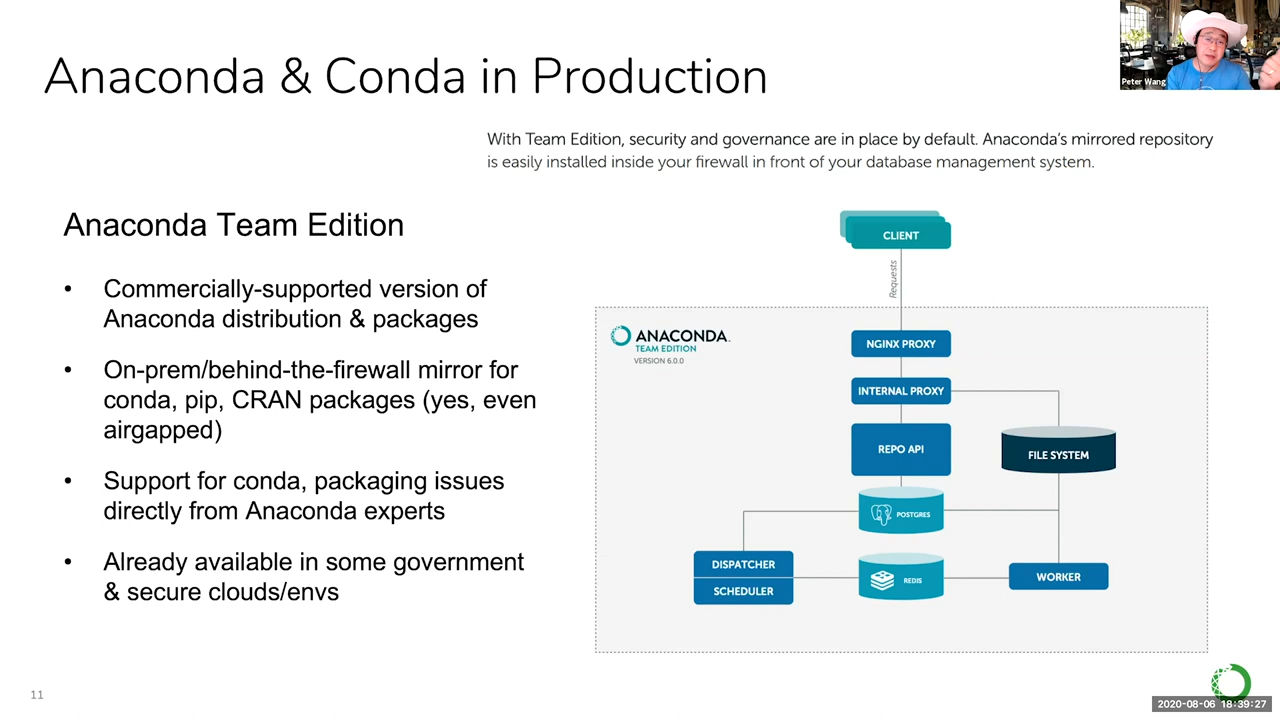 Anaconda & Conda in Production
Peter Wang
With Team Edition, security and governance are in place by default. Anaconda's mirrored repository
is easily installed inside your firewall in front of your database management system.
Anaconda Team Edition
• Commercially-supported version of
Anaconda distribution & packages
• On-prem/behind-the-firewall mirror for
conda, pip, CRAN packages (yes, even
airgapped)
• Support for conda, packaging issues
directly from Anaconda experts
• Already available in some government
& secure clouds/envs
CLIENT
Requests
ANACONDA.
TEAM EDITION
VERSION 6.0.0
NGINX PROXY
INTERNAL PROXY
REPO API
FILE SYSTEM
POSTGRES
DISPATCHER
SCHEDULER
REDIS
WORKER
11
2020-08-06 18:39:27